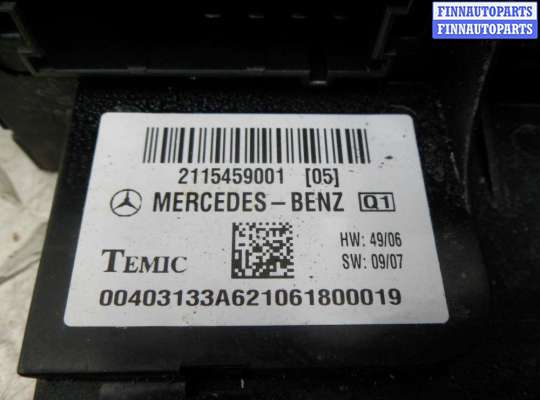 FINNAUTOPARTS
FINNAUTOPARTS
2115459001 [05]
MERCEDES-BENZ Q1
TEMIC
HW: 49/06
SW: 09/07
00403133A621061800019